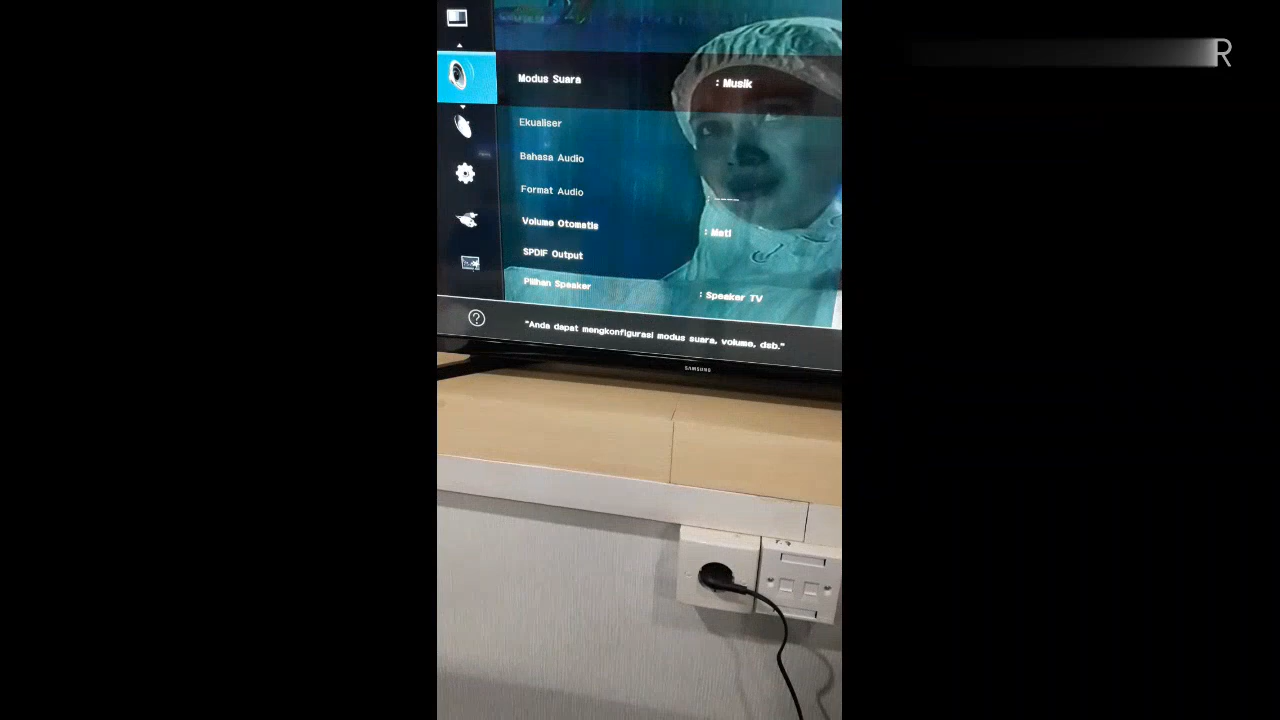 R
Modus Suara : Musik
Ekualiser
Bahasa Audio
Format Audio : ----
Volume Otomatis : Mati
SPDIF Output
Pilihan Speaker : Speaker TV
"Anda dapat mengkonfigurasi modus suara, volume, dsb."
SAMSUNG